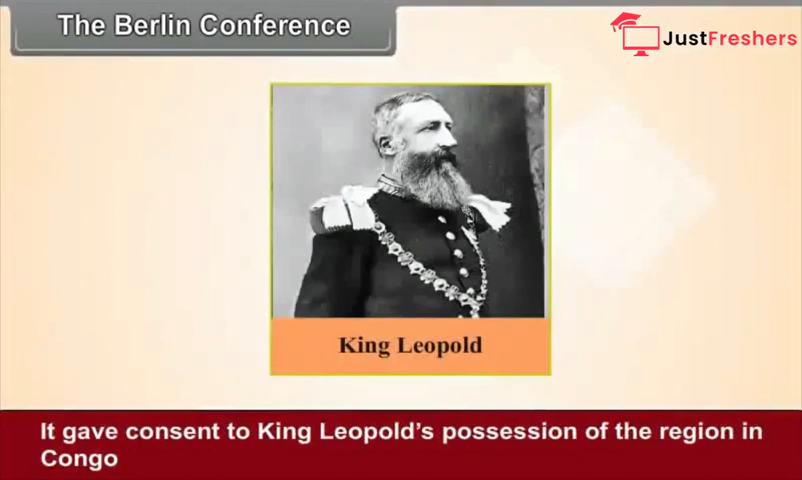 The Berlin Conference
JustFreshers
King Leopold
It gave consent to King Leopold's possession of the region in
Congo